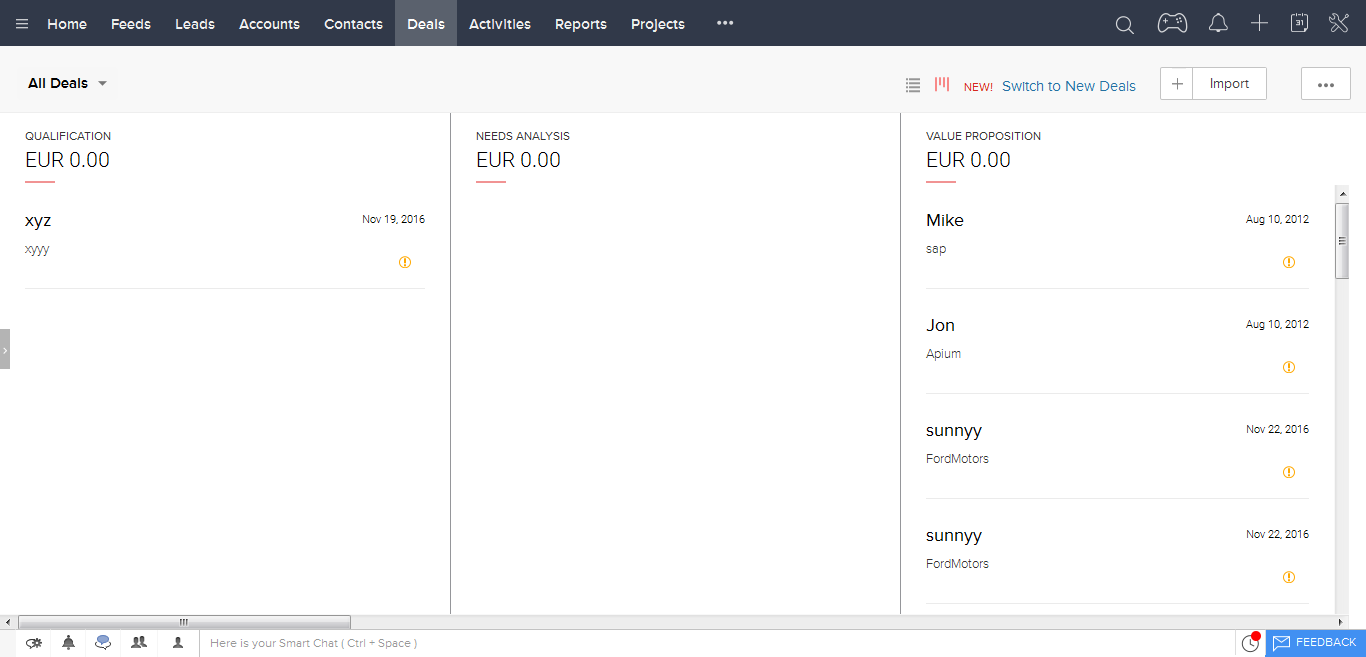 Home Feeds Leads Accounts Contacts Deals Activities Reports Projects
31
All Deals
NEW! Switch to New Deals
Import
QUALIFICATION
EUR 0.00
xyz Nov 19, 2016
xyyy
NEEDS ANALYSIS
EUR 0.00
VALUE PROPOSITION
EUR 0.00
Mike Aug 10, 2012
sap
Jon Aug 10, 2012
Apium
sunnyy Nov 22, 2016
FordMotors
sunnyy Nov 22, 2016
FordMotors
Here is your Smart Chat ( Ctrl + Space )
FEEDBACK